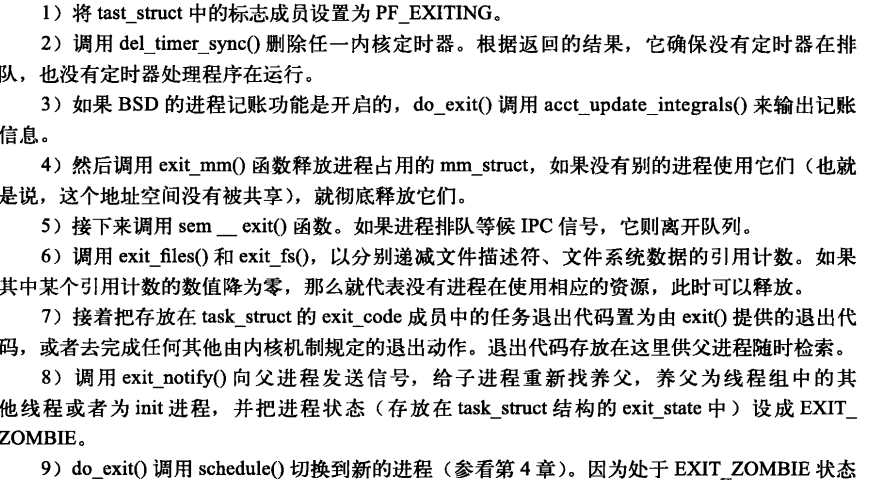 1）将 tast_struct 中的标志成员设置为 PF_EXITING。
2）调用 del_timer_sync() 删除任一内核定时器。根据返回的结果，它确保没有定时器在排
队，也没有定时器处理程序在运行。
3）如果 BSD 的进程记账功能是开启的，do_exit() 调用 acct_update_integrals() 来输出记账
信息。
4）然后调用 exit_mm() 函数释放进程占用的 mm_struct，如果没有别的进程使用它们（也就
是说，这个地址空间没有被共享），就彻底释放它们。
5）接下来调用 sem __ exit() 函数。如果进程排队等候 IPC 信号，它则离开队列。
6）调用 exit_files() 和 exit_fs()，以分别递减文件描述符、文件系统数据的引用计数。如果
其中某个引用计数的数值降为零，那么就代表没有进程在使用相应的资源，此时可以释放。
7）接着把存放在 task_struct 的 exit_code 成员中的任务退出代码置为由 exit() 提供的退出代
码，或者去完成任何其他由内核机制规定的退出动作。退出代码存放在这里供父进程随时检索。
8）调用 exit_notify() 向父进程发送信号，给子进程重新找养父，养父为线程组中的其
他线程或者为 init 进程，并把进程状态（存放在 task_struct 结构的 exit_state 中）设成 EXIT_
ZOMBIE。
9）do_exit() 调用 schedule() 切换到新的进程（参看第 4 章）。因为处于 EXIT_ZOMBIE 状态